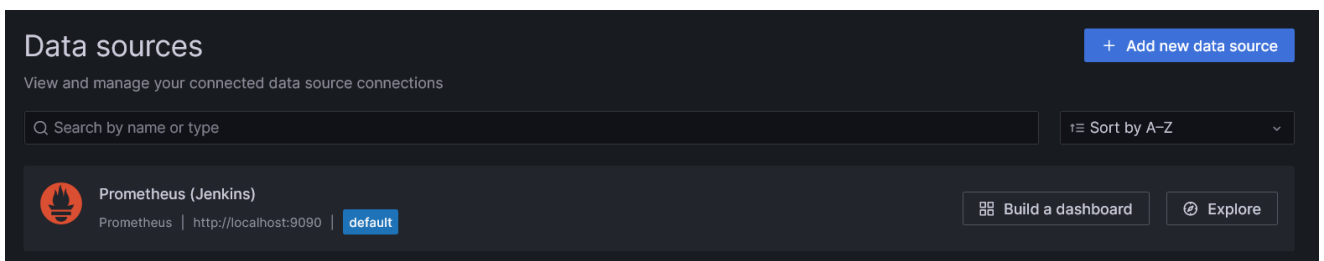 Data sources
+ Add new data source
View and manage your connected data source connections
Search by name or type
Sort by A–Z
Prometheus (Jenkins)
Prometheus | http://localhost:9090 | default
Build a dashboard
Explore